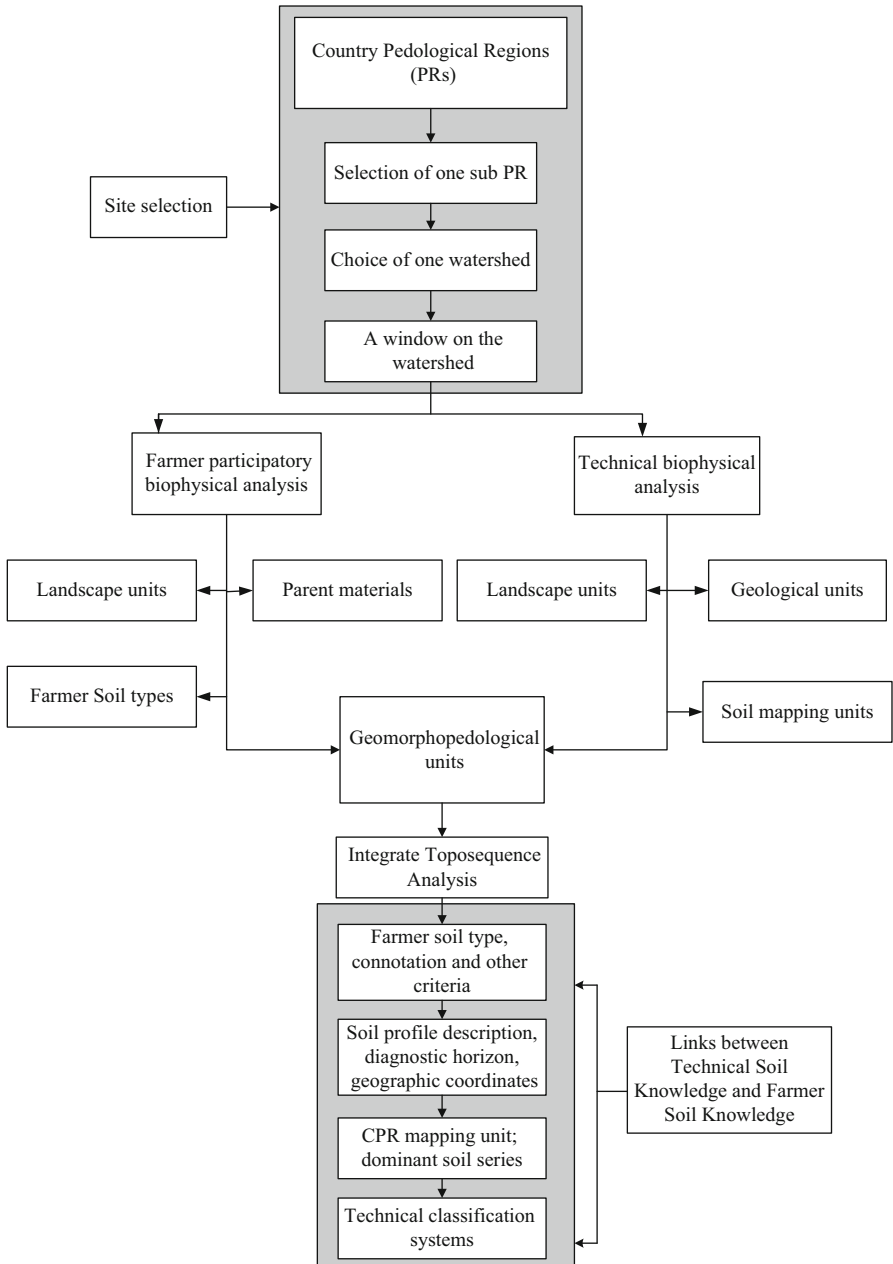 Country Pedological Regions
(PRs)
Selection of one sub PR
Site selection
Choice of one watershed
A window on the
watershed
Farmer participatory
biophysical analysis
Technical biophysical
analysis
Landscape units
Parent materials
Landscape units
Geological units
Farmer Soil types
Soil mapping units
Geomorphopedological
units
Integrate Toposequence
Analysis
Farmer soil type,
connotation and other
criteria
Soil profile description,
diagnostic horizon,
geographic coordinates
Links between
Technical Soil
Knowledge and Farmer
Soil Knowledge
CPR mapping unit;
dominant soil series
Technical classification
systems